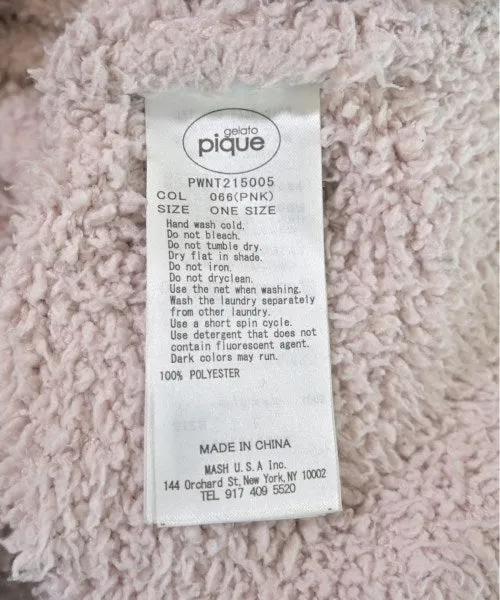 gelato
pique
PWNT215005
COL 066(PNK)
SIZE ONE SIZE
Hand wash cold.
Do not bleach.
Do not tumble dry.
Dry flat in shade.
Do not iron.
Do not dryclean.
Use the net when washing.
Wash the laundry separately
from other laundry.
Use a short spin cycle.
Use detergent that does not
contain fluorescent agent.
Dark colors may run.
100% POLYESTER
MADE IN CHINA
MASH U.S.A Inc.
144 Orchard St, New York, NY 10002
TEL 917 409 5520